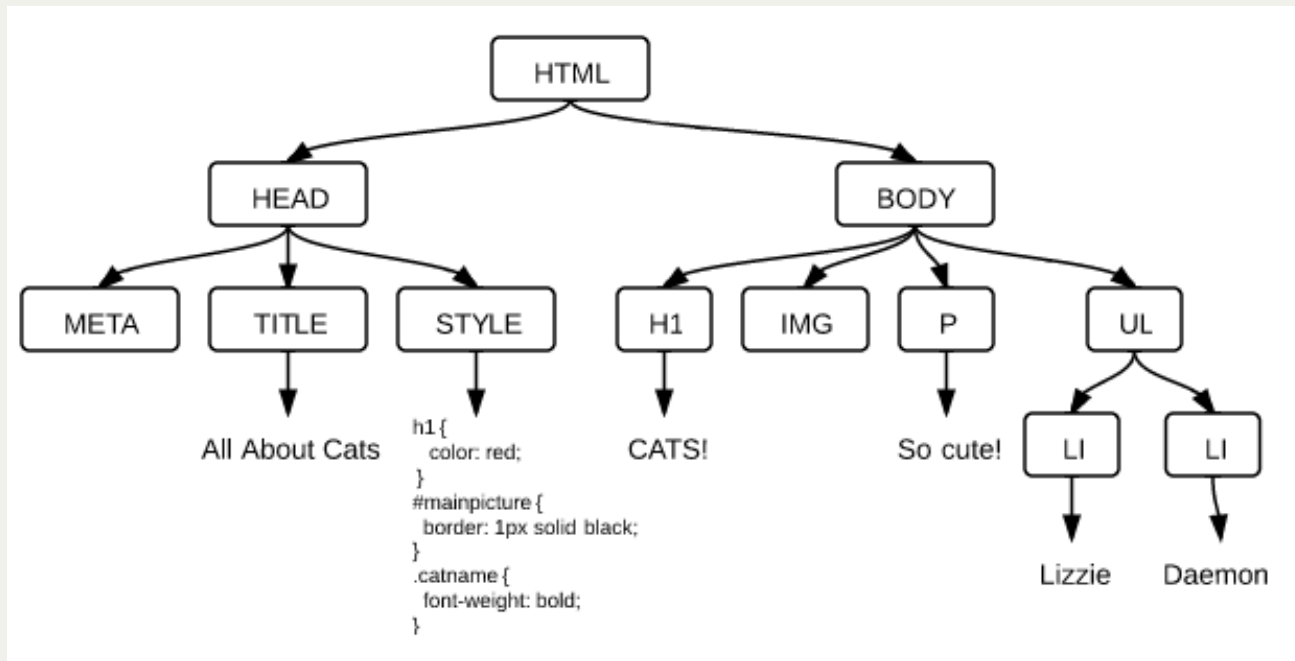 HTML
HEAD
BODY
META
TITLE
STYLE
H1
IMG
P
UL
All About Cats
h1 {
color: red;
}
#mainpicture {
border: 1px solid black;
}
.catname {
font-weight: bold;
}
CATS!
So cute!
LI
LI
Lizzie
Daemon